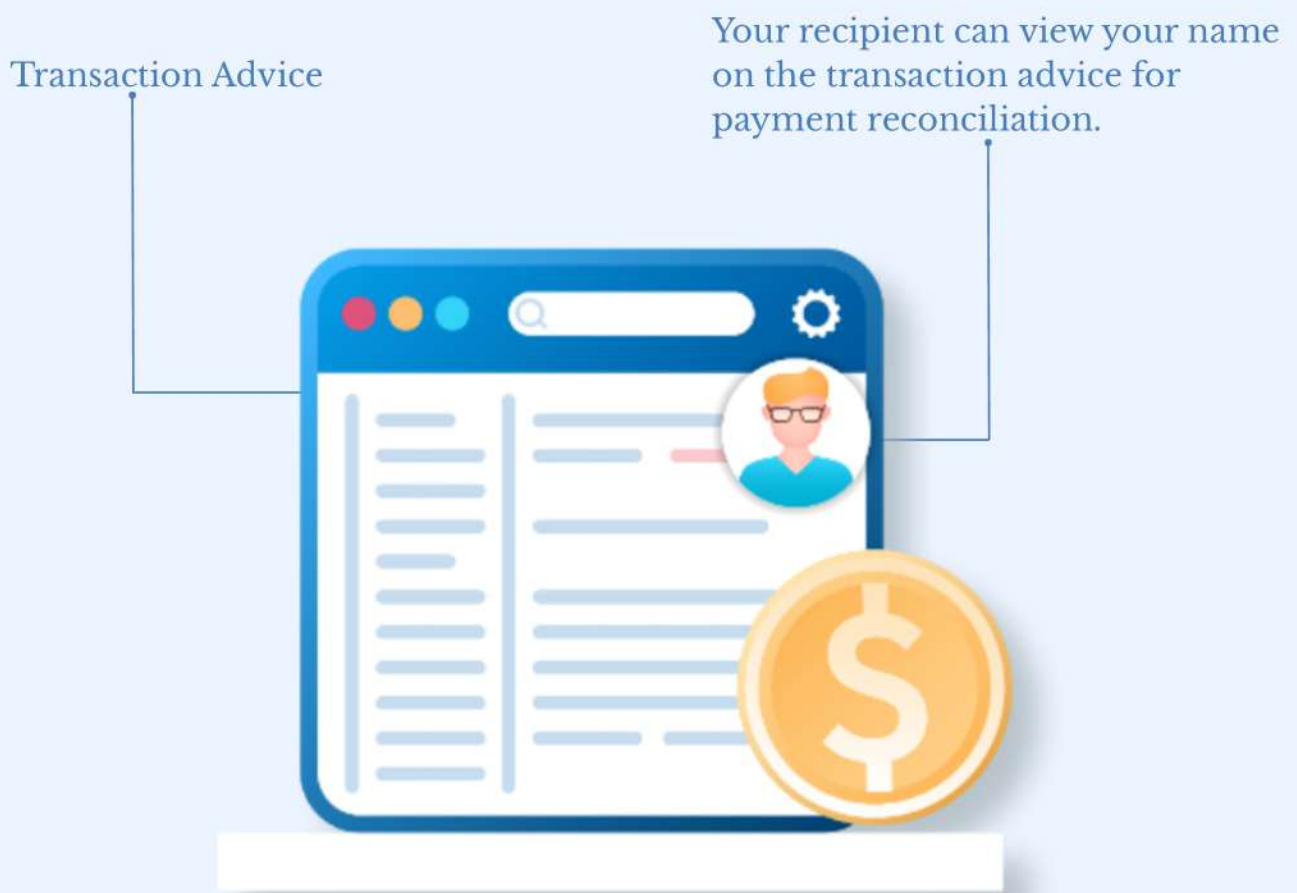 Transaction Advice
Your recipient can view your name
on the transaction advice for
payment reconciliation.
$